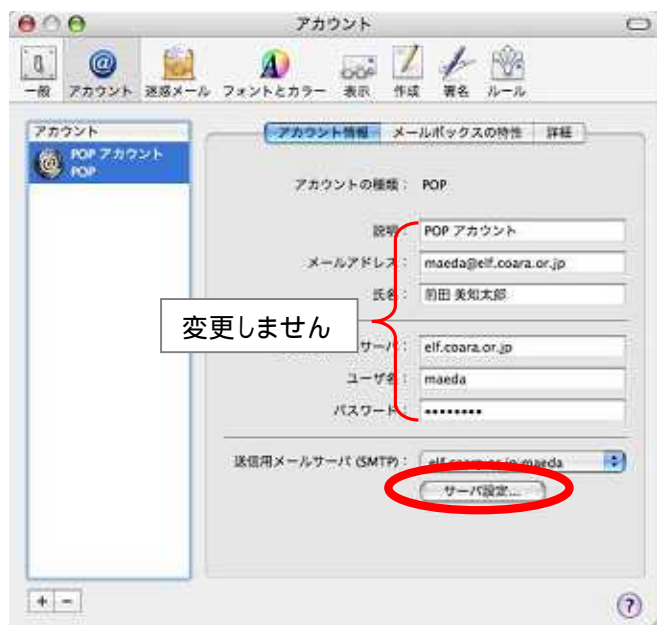 アカウント
一般 アカウント 迷惑メール フォントとカラー 表示 作成 署名 ルール
アカウント
POP アカウント
POP
アカウント情報 メールボックスの特性 詳細
アカウントの種類： POP
説明： POP アカウント
メールアドレス： maeda@elf.coara.or.jp
氏名： 前田 美知太郎
変更しません
サーバ： elf.coara.or.jp
ユーザ名： maeda
パスワード： ••••••••
送信用メールサーバ (SMTP)： elf.coara.or.jp:maeda
サーバ設定...
+ − ?